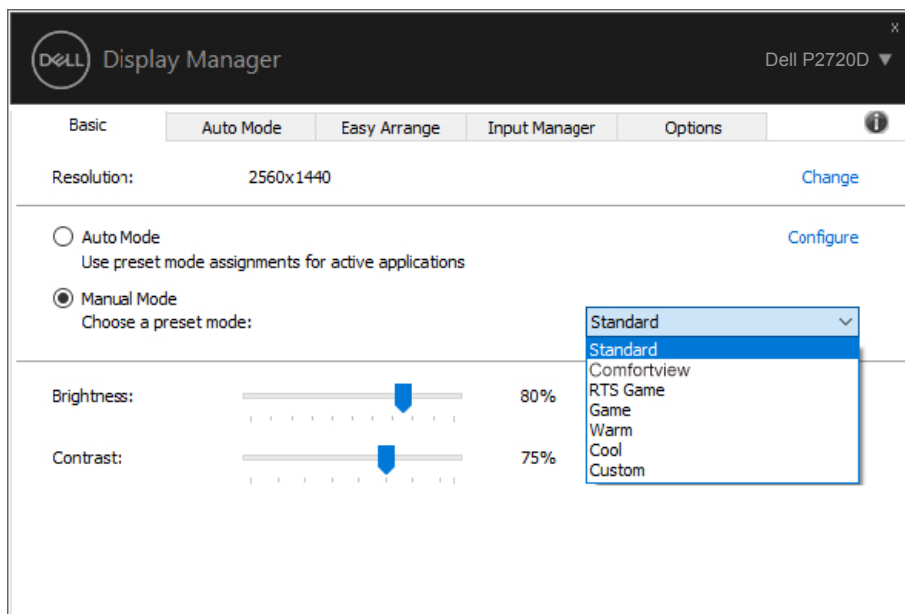 x
DELL Display Manager Dell P2720D ▼
Basic Auto Mode Easy Arrange Input Manager Options i
Resolution: 2560x1440 Change
Auto Mode Configure
Use preset mode assignments for active applications
Manual Mode
Choose a preset mode: Standard
Standard
Comfortview
RTS Game
Game
Warm
Cool
Custom
Brightness: 80%
Contrast: 75%